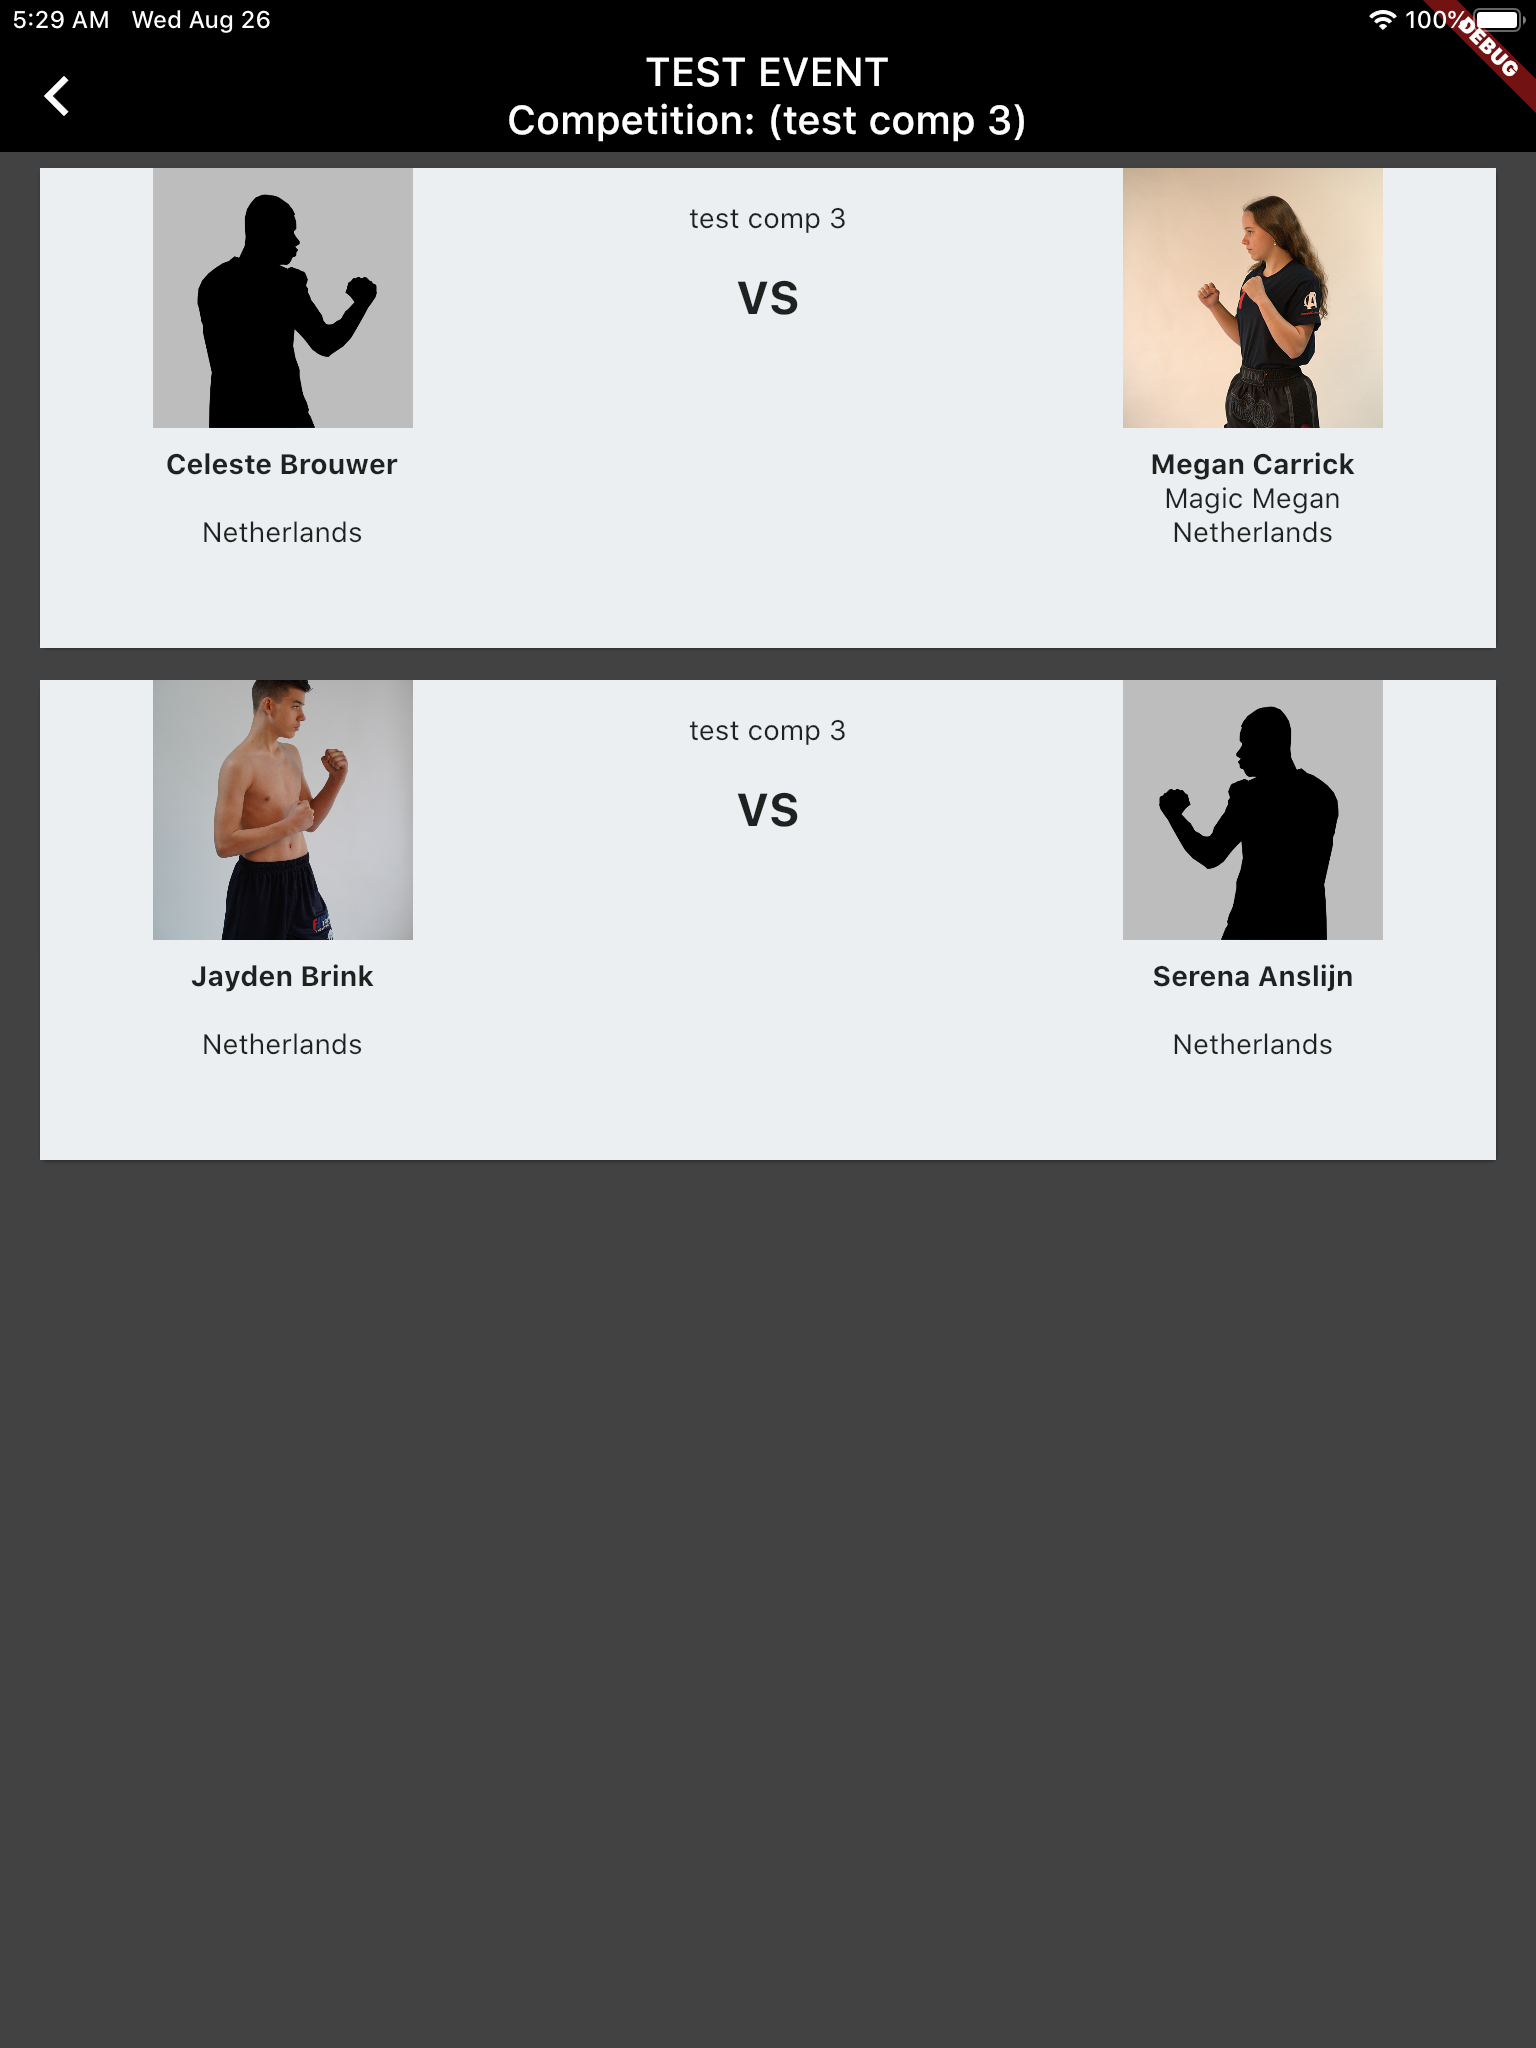 5:29 AM Wed Aug 26
100%
DEBUG
TEST EVENT
Competition: (test comp 3)
test comp 3
VS
Celeste Brouwer
Netherlands
Megan Carrick
Magic Megan
Netherlands
test comp 3
VS
Jayden Brink
Netherlands
Serena Anslijn
Netherlands